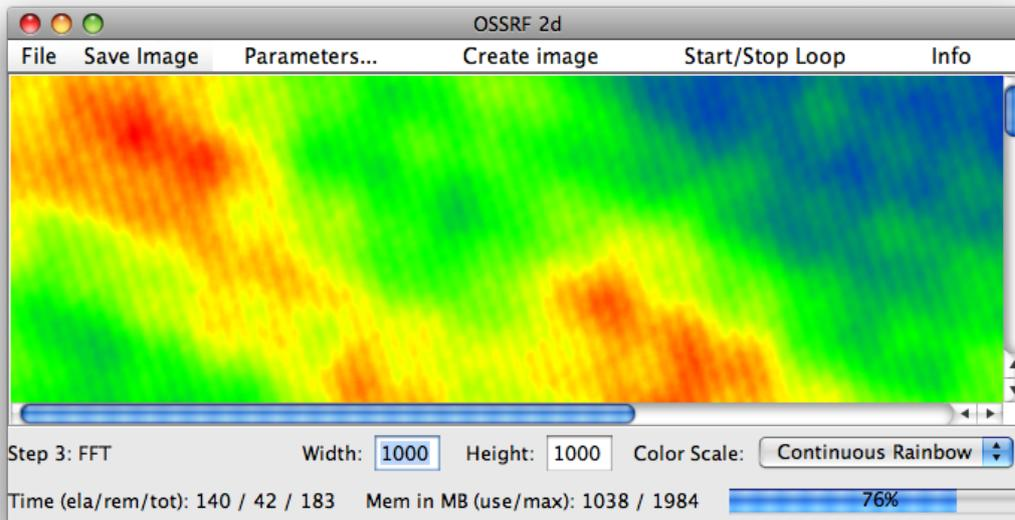 OSSRF 2d
File Save Image Parameters... Create image Start/Stop Loop Info
Step 3: FFT Width: 1000 Height: 1000 Color Scale: Continuous Rainbow
Time (ela/rem/tot): 140 / 42 / 183 Mem in MB (use/max): 1038 / 1984 76%